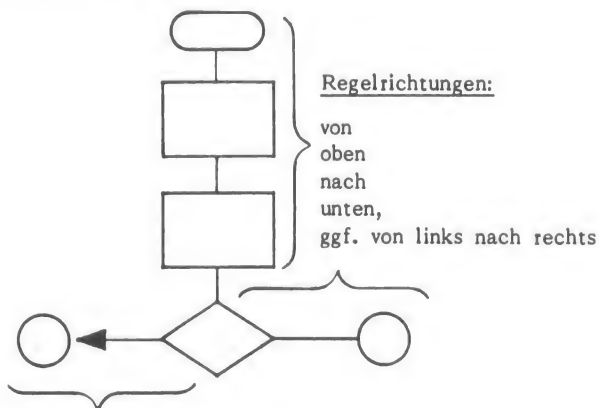 Regelrichtungen:
von
oben
nach
unten,
ggf. von links nach rechts